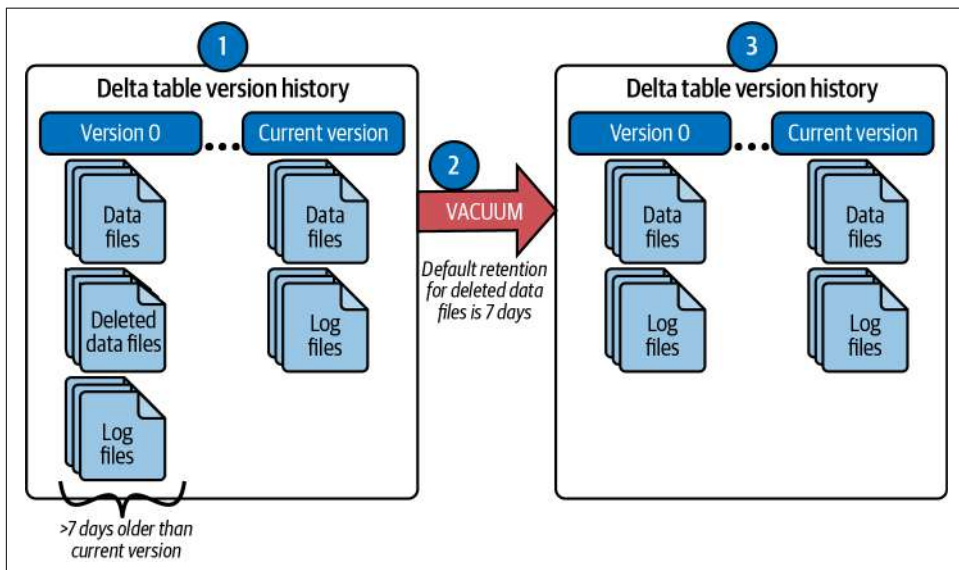 1
Delta table version history
Version 0
Current version
Data
files
Data
files
Deleted
data files
Log
files
Log
files
>7 days older than
current version
2
VACUUM
Default retention
for deleted data
files is 7 days
3
Delta table version history
Version 0
Current version
Data
files
Data
files
Log
files
Log
files